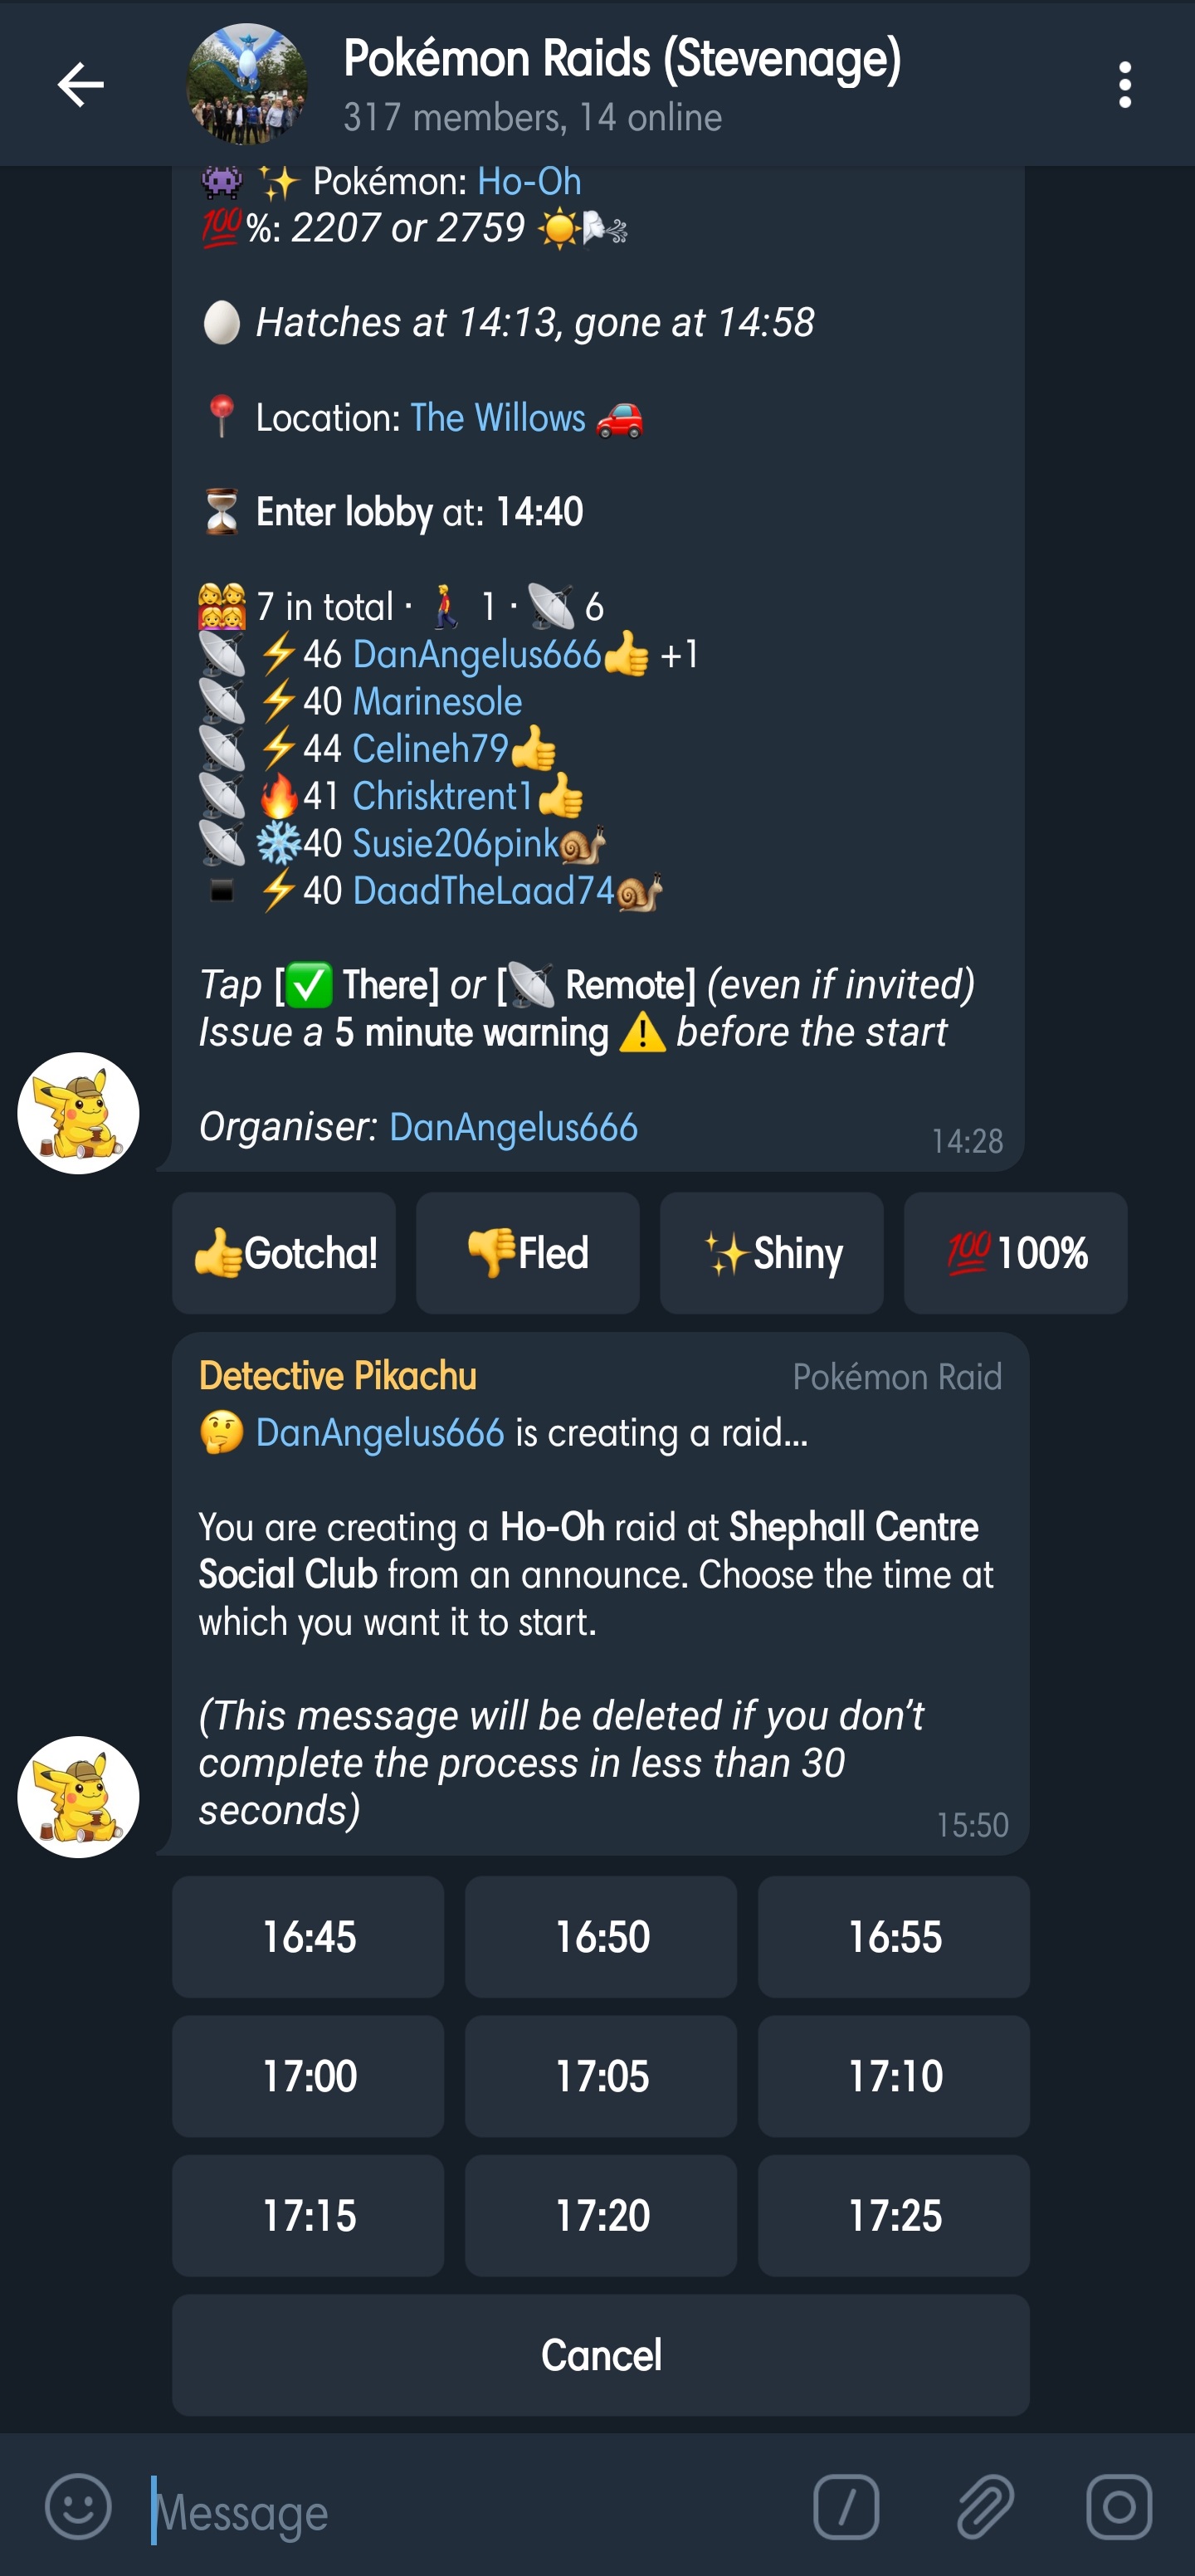 Pokémon Raids (Stevenage)
317 members, 14 online
👾 ✨ Pokémon: Ho-Oh
💯%: 2207 or 2759 ☀️🌬
🥚 Hatches at 14:13, gone at 14:58
📍 Location: The Willows 🚗
⏳ Enter lobby at: 14:40
👨‍👩‍👧‍👦 7 in total · 🚶 1 · 📡 6
📡 ⚡46 DanAngelus666👍 +1
📡 ⚡40 Marinesole
📡 ⚡44 Celineh79👍
📡 🔥41 Chrisktrent1👍
📡 ❄️40 Susie206pink🐌
▪️ ⚡40 DaadTheLaad74🐌
Tap [✅ There] or [📡 Remote] (even if invited)
Issue a 5 minute warning ⚠️ before the start
Organiser: DanAngelus666
14:28
👍Gotcha!
👎Fled
✨Shiny
💯100%
Detective Pikachu
Pokémon Raid
🤔 DanAngelus666 is creating a raid...
You are creating a Ho-Oh raid at Shephall Centre
Social Club from an announce. Choose the time at
which you want it to start.
(This message will be deleted if you don’t
complete the process in less than 30
seconds)
15:50
16:45
16:50
16:55
17:00
17:05
17:10
17:15
17:20
17:25
Cancel
Message